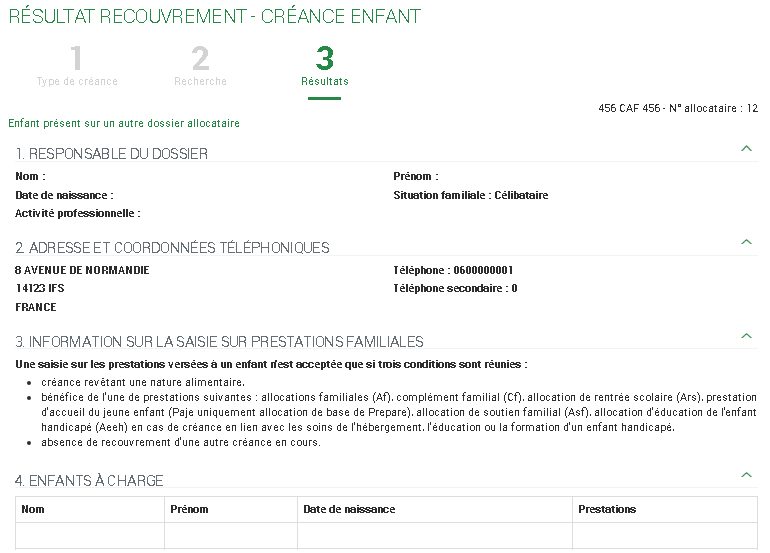 RÉSULTAT RECOUVREMENT - CRÉANCE ENFANT
1 2 3
Type de créance Recherche Résultats
456 CAF 456 - N° allocataire : 12
Enfant présent sur un autre dossier allocataire
1. RESPONSABLE DU DOSSIER
Nom : Prénom :
Date de naissance : Situation familiale : Célibataire
Activité professionnelle :
2. ADRESSE ET COORDONNÉES TÉLÉPHONIQUES
8 AVENUE DE NORMANDIE Téléphone : 0600000001
14123 IFS Téléphone secondaire : 0
FRANCE
3. INFORMATION SUR LA SAISIE SUR PRESTATIONS FAMILIALES
Une saisie sur les prestations versées à un enfant n'est acceptée que si trois conditions sont réunies :
• créance revêtant une nature alimentaire.
• bénéfice de l'une de prestations suivantes : allocations familiales (Af), complément familial (Cf), allocation de rentrée scolaire (Ars), prestation
d'accueil du jeune enfant (Paje uniquement allocation de base de Prepare), allocation de soutien familial (Asf), allocation d'éducation de l'enfant
handicapé (Aeeh) en cas de créance en lien avec les soins de l'hébergement, l'éducation ou la formation d'un enfant handicapé.
• absence de recouvrement d'une autre créance en cours.
4. ENFANTS À CHARGE
Nom Prénom Date de naissance Prestations